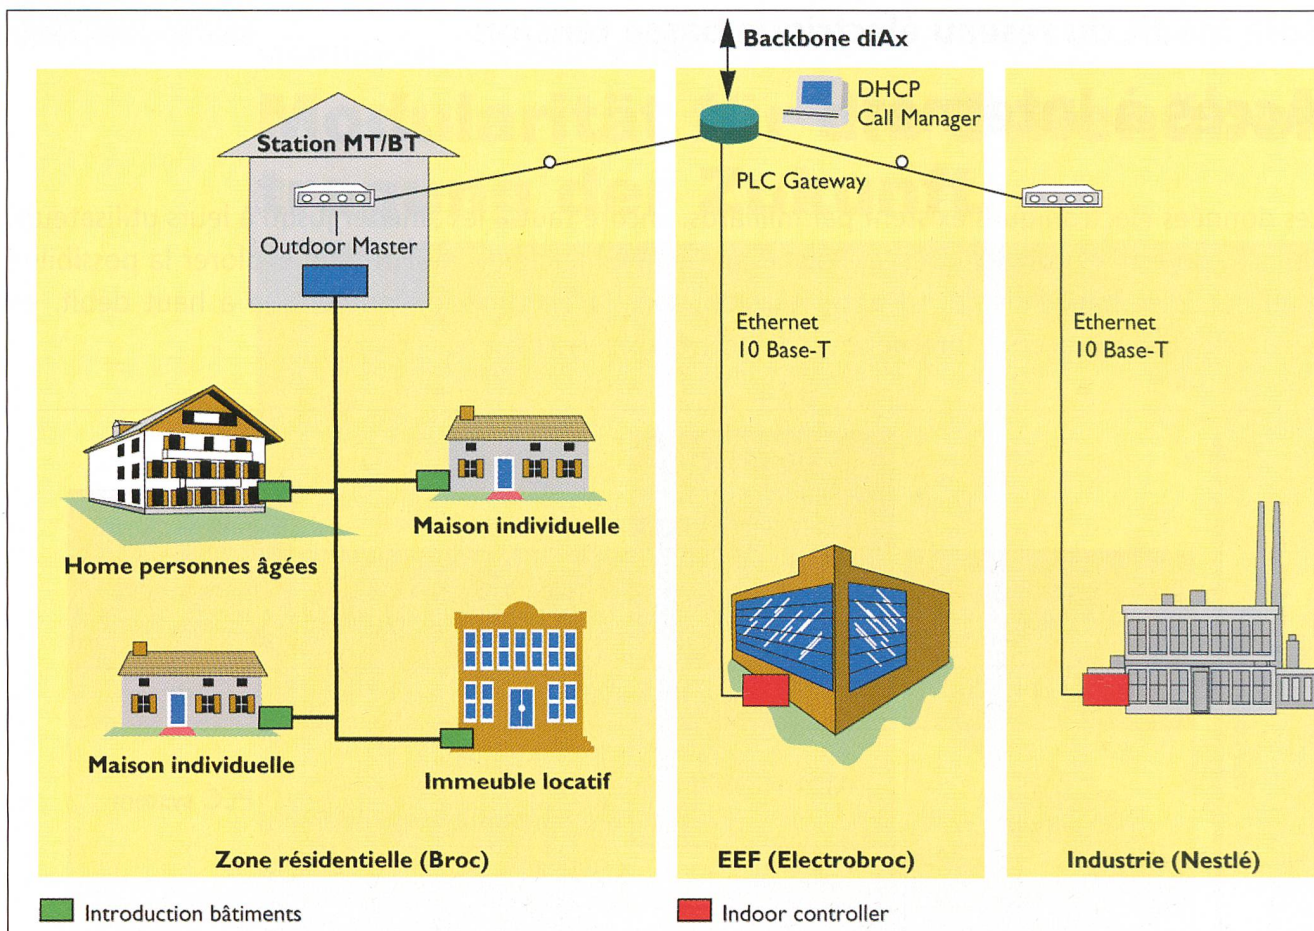 Backbone diAx
DHCP
Call Manager
Station MT/BT
PLC Gateway
Outdoor Master
Ethernet
10 Base-T
Ethernet
10 Base-T
Maison individuelle
Home personnes âgées
Maison individuelle
Immeuble locatif
Zone résidentielle (Broc)
EEF (Electrobroc)
Industrie (Nestlé)
Introduction bâtiments
Indoor controller